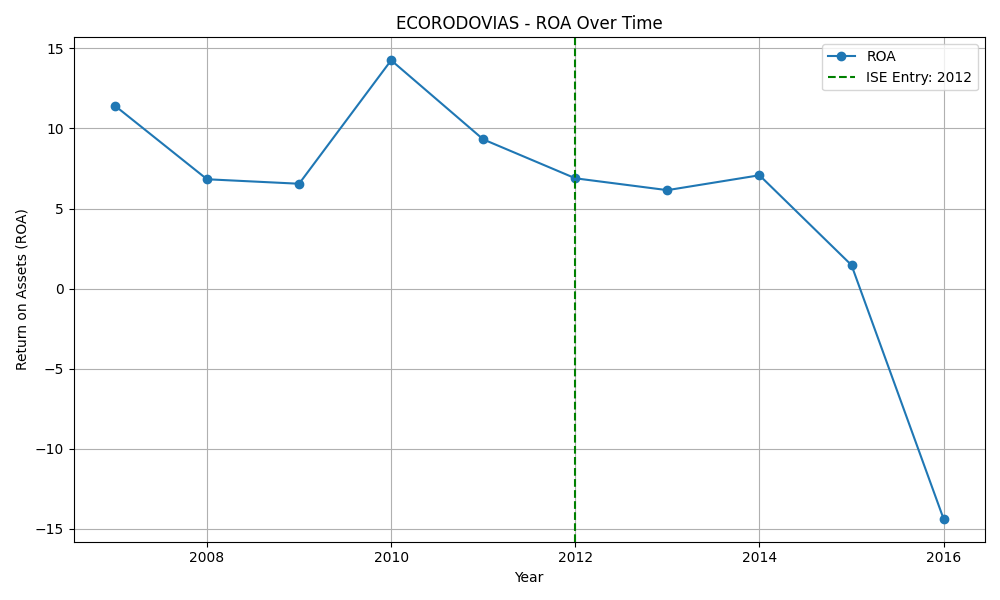 ECORODOVIAS - ROA Over Time
ROA
ISE Entry: 2012
Return on Assets (ROA)
15
10
5
0
−5
−10
−15
2008 2010 2012 2014 2016
Year